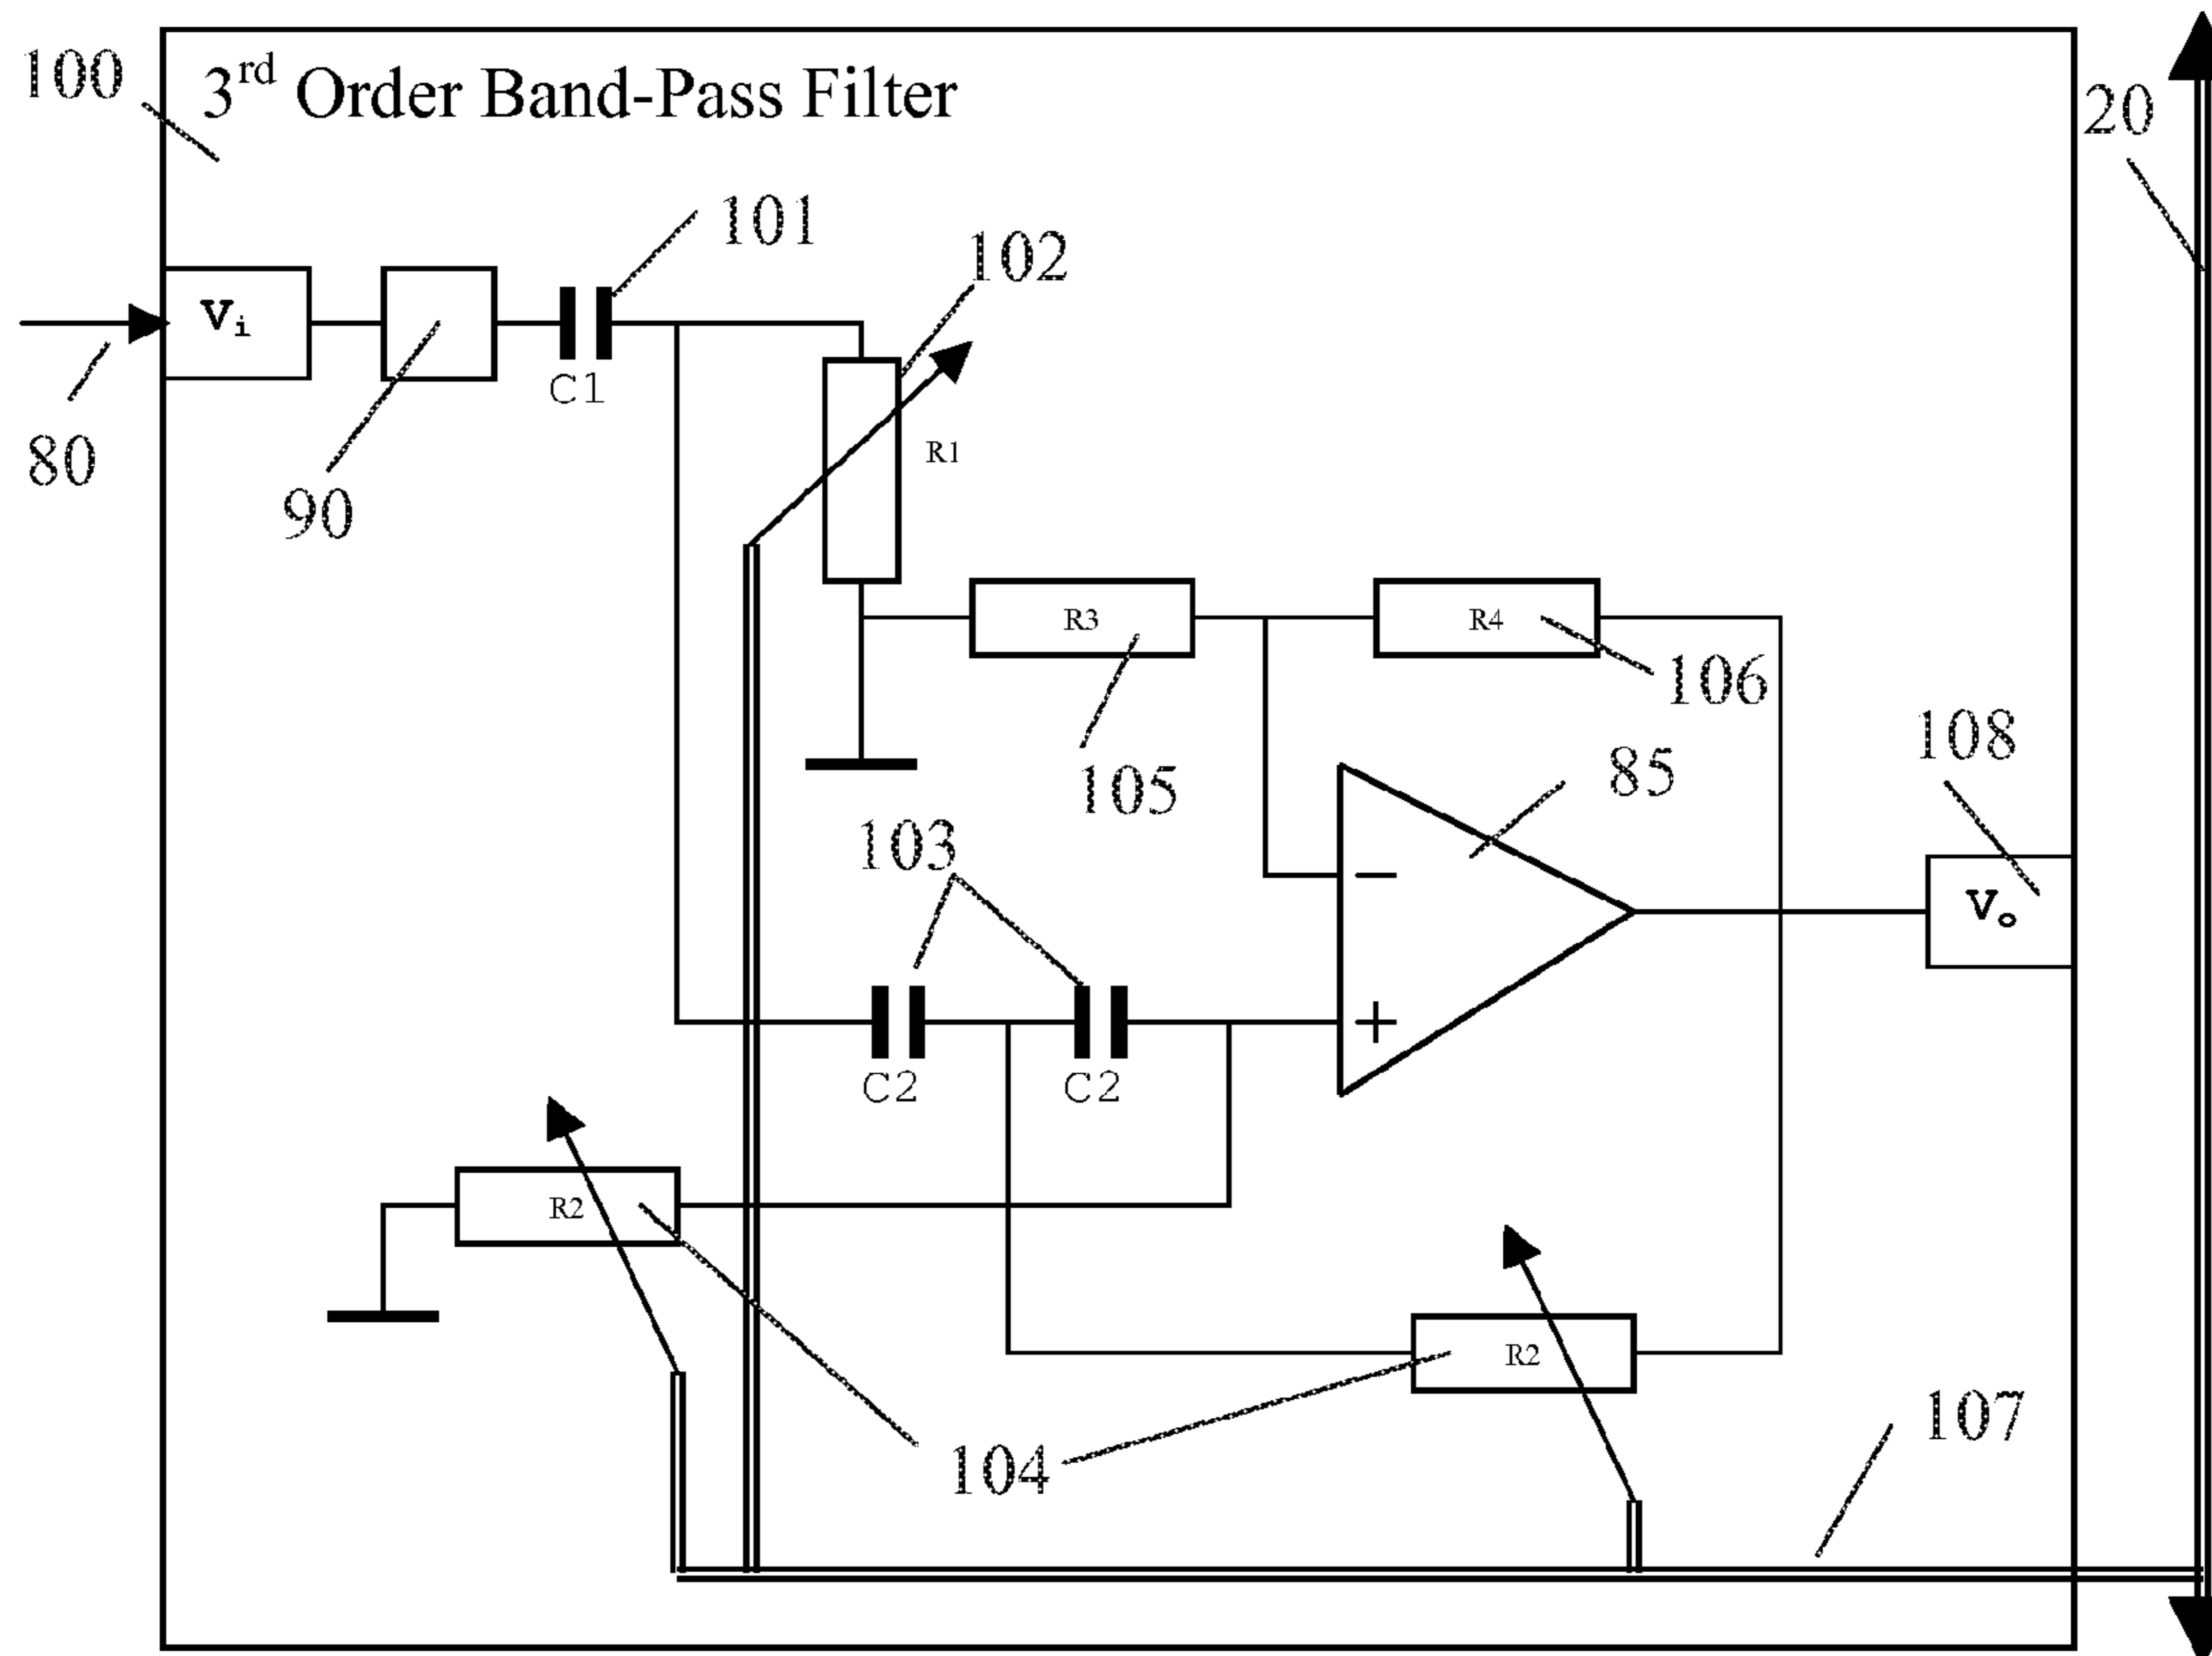 100
3rd Order Band-Pass Filter
20
101
102
vi
C1
R1
80
90
R3
R4
106
105
85
108
103
−
vo
+
C2
C2
R2
R2
104
107